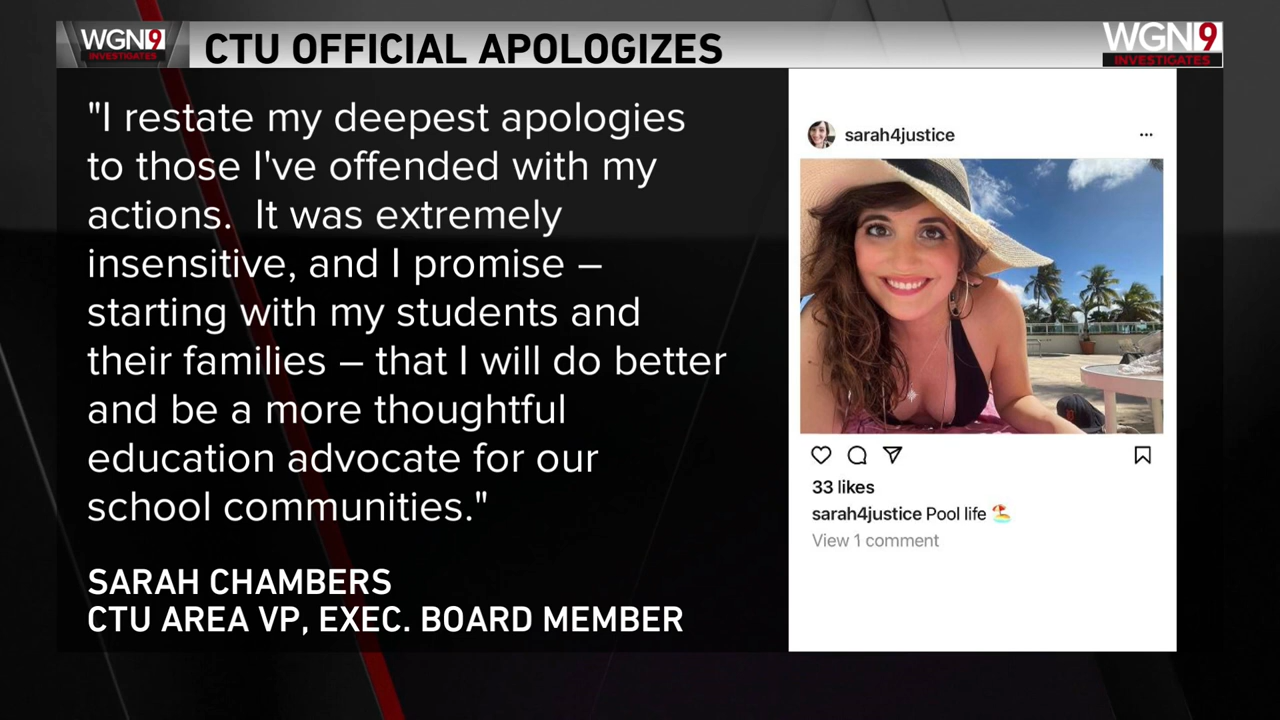 WGN9
INVESTIGATES
CTU OFFICIAL APOLOGIZES
WGN9
INVESTIGATES
"I restate my deepest apologies
to those I've offended with my
actions.  It was extremely
insensitive, and I promise –
starting with my students and
their families – that I will do better
and be a more thoughtful
education advocate for our
school communities."
SARAH CHAMBERS
CTU AREA VP, EXEC. BOARD MEMBER
sarah4justice
33 likes
sarah4justice Pool life 🏖️
View 1 comment